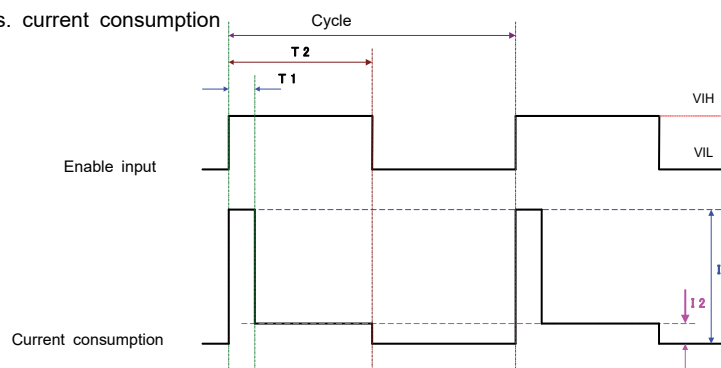 s. current consumption
Cycle
T 2
T 1
VIH
VIL
Enable input
I
I 2
Current consumption